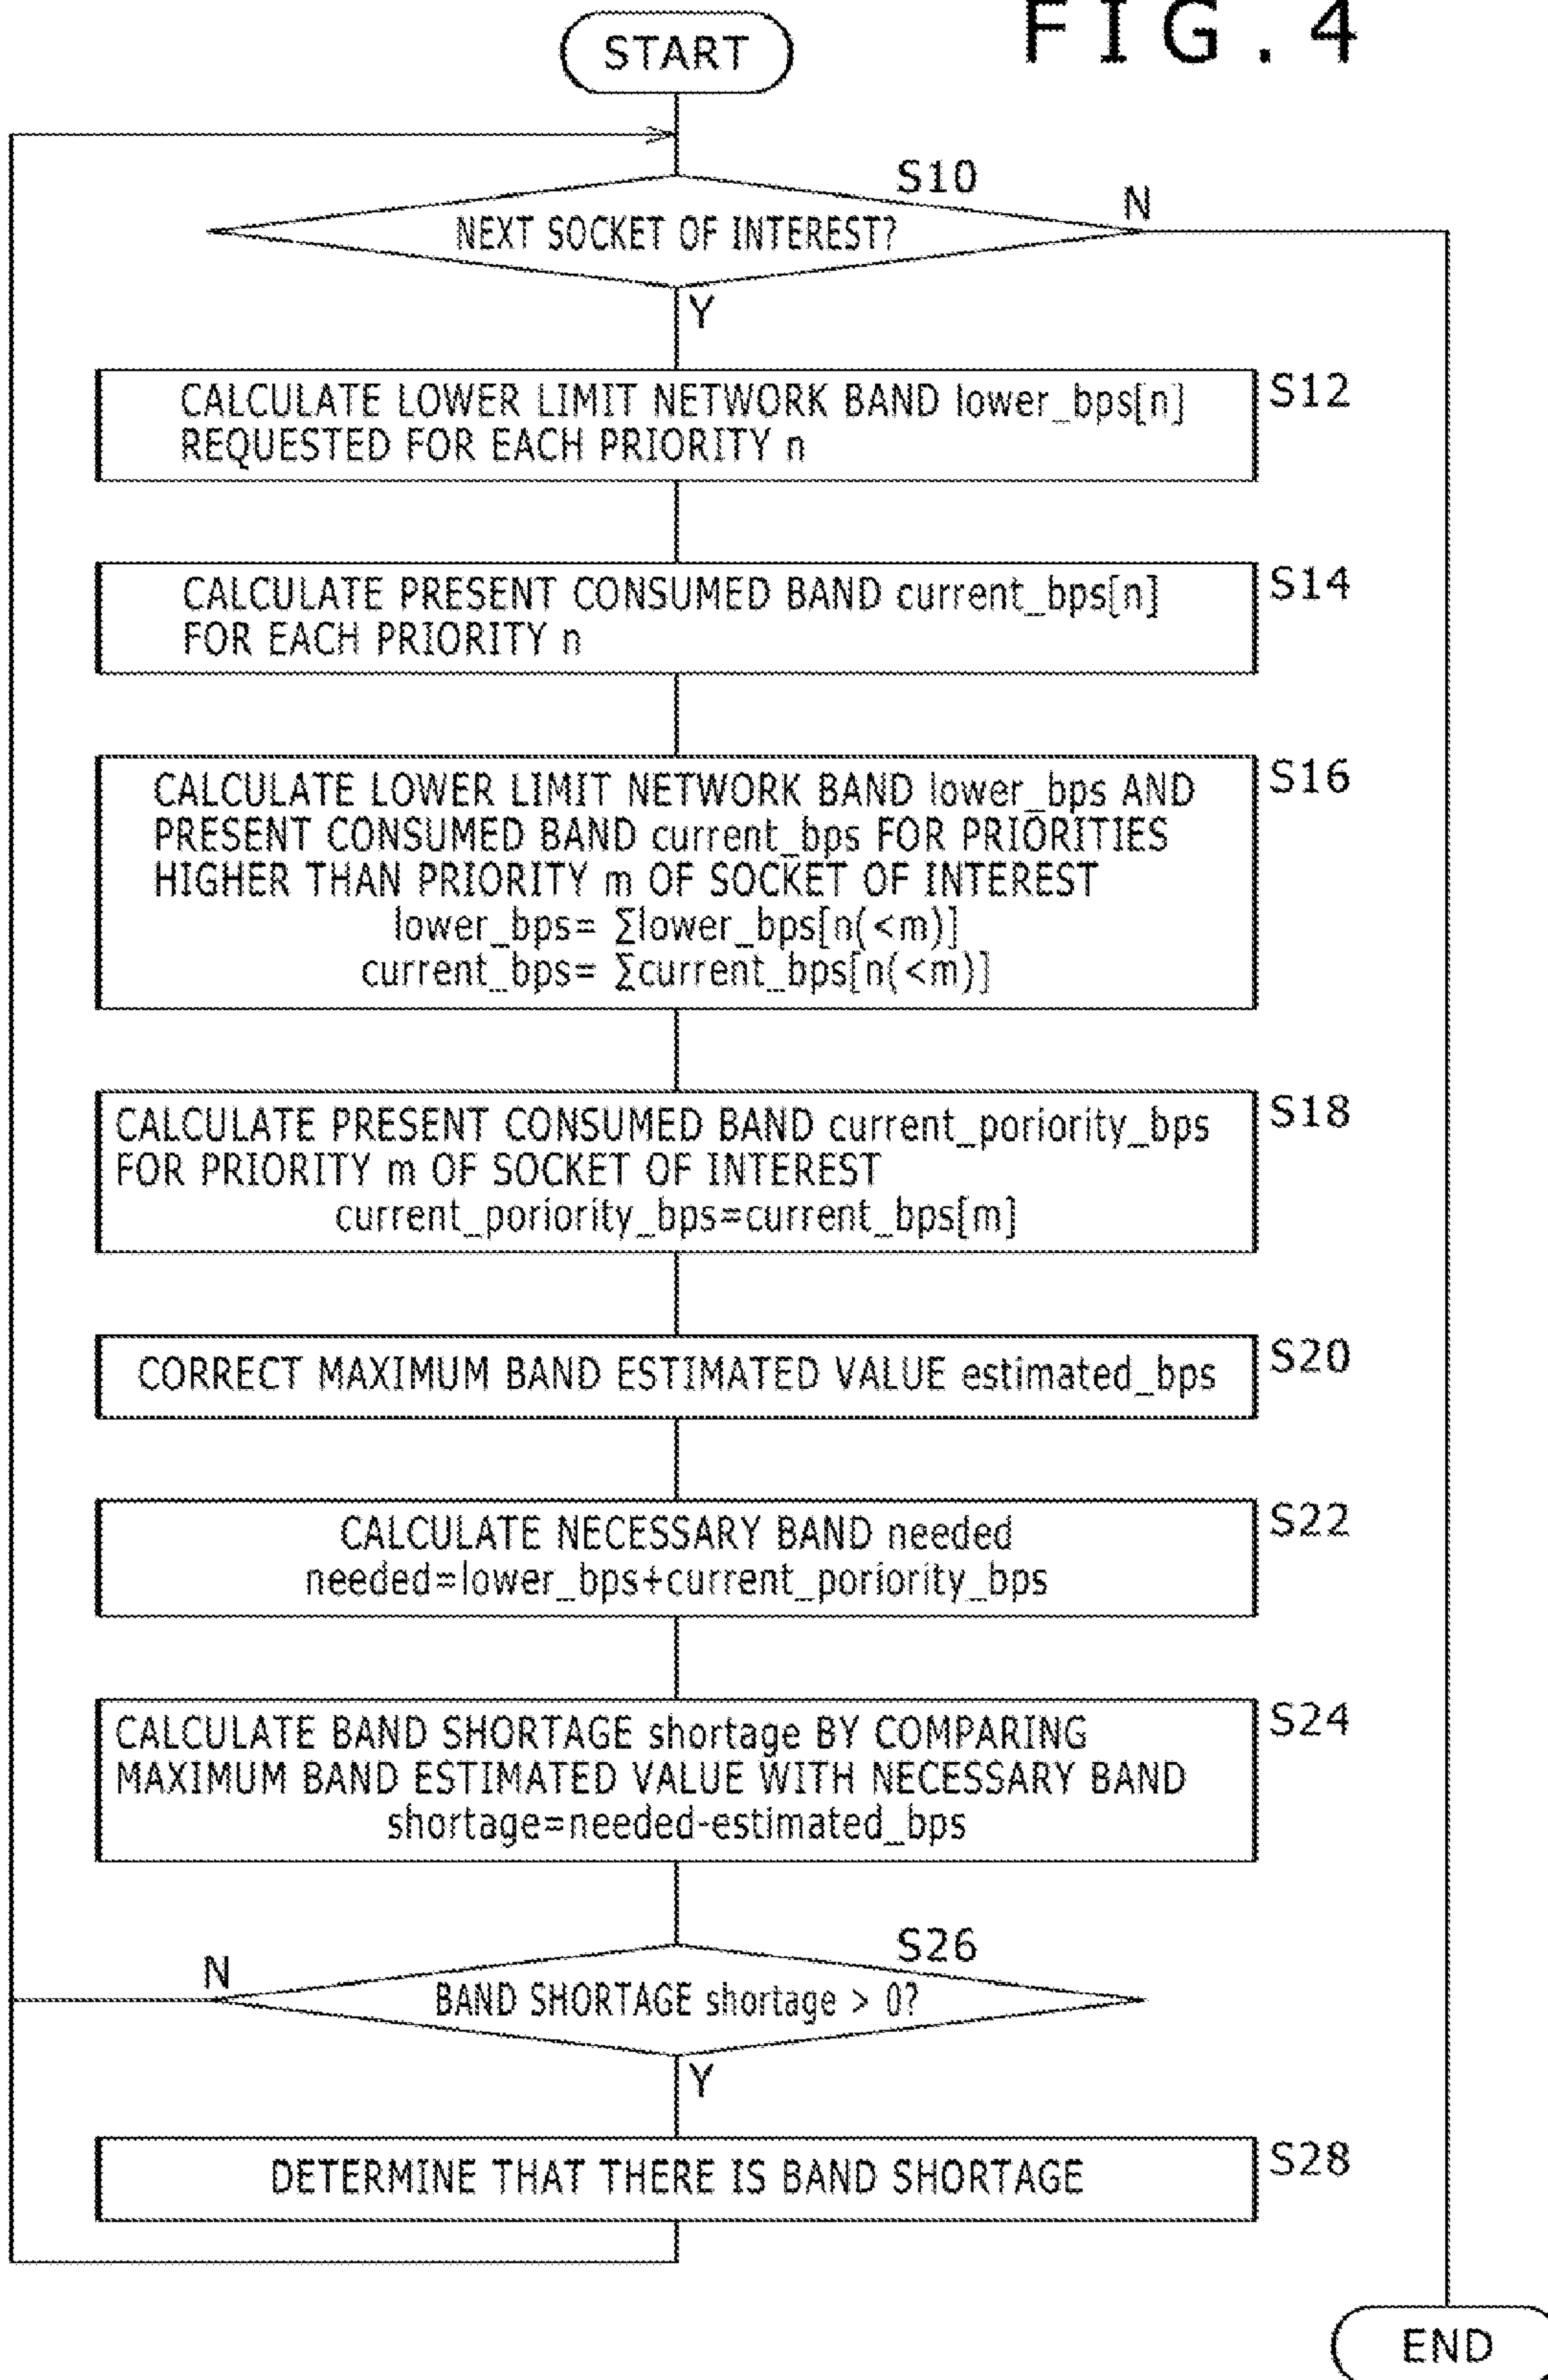 FIG. 4
START
S10
NEXT SOCKET OF INTEREST?
N
Y
CALCULATE LOWER LIMIT NETWORK BAND lower_bps[n]
REQUESTED FOR EACH PRIORITY n
S12
CALCULATE PRESENT CONSUMED BAND current_bps[n]
FOR EACH PRIORITY n
S14
CALCULATE LOWER LIMIT NETWORK BAND lower_bps AND
PRESENT CONSUMED BAND current_bps FOR PRIORITIES
HIGHER THAN PRIORITY m OF SOCKET OF INTEREST
lower_bps= ∑lower_bps[n(<m)]
current_bps= ∑current_bps[n(<m)]
S16
CALCULATE PRESENT CONSUMED BAND current_poriority_bps
FOR PRIORITY m OF SOCKET OF INTEREST
current_poriority_bps=current_bps[m]
S18
CORRECT MAXIMUM BAND ESTIMATED VALUE estimated_bps
S20
CALCULATE NECESSARY BAND needed
needed=lower_bps+current_poriority_bps
S22
CALCULATE BAND SHORTAGE shortage BY COMPARING
MAXIMUM BAND ESTIMATED VALUE WITH NECESSARY BAND
shortage=needed-estimated_bps
S24
S26
N
BAND SHORTAGE shortage > 0?
Y
DETERMINE THAT THERE IS BAND SHORTAGE
S28
END